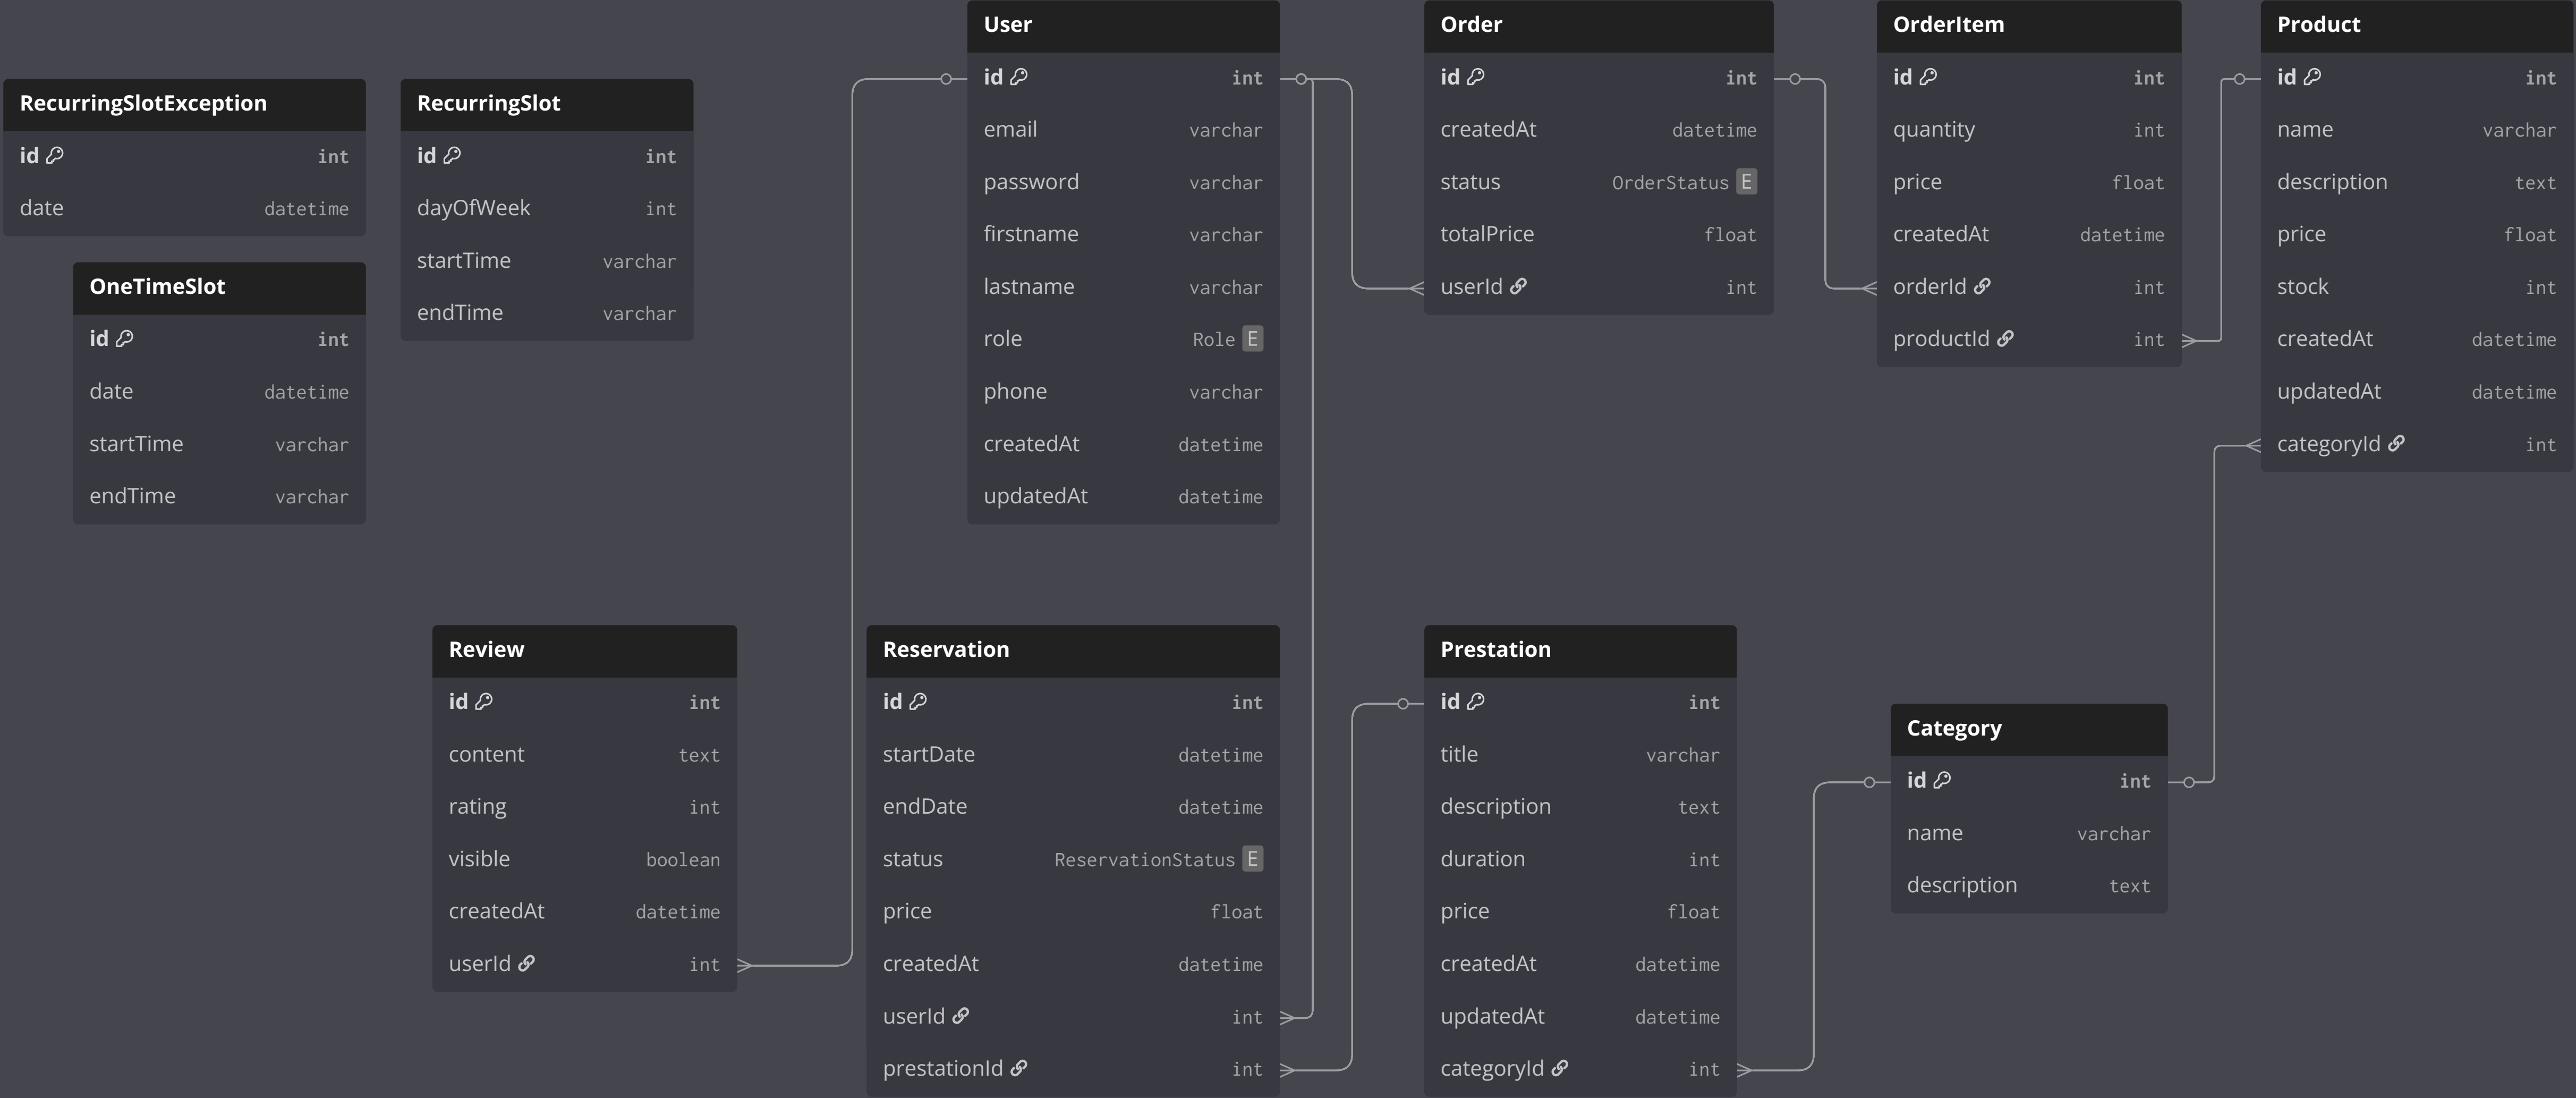 RecurringSlotException
id int
date datetime
OneTimeSlot
id int
date datetime
startTime varchar
endTime varchar
RecurringSlot
id int
dayOfWeek int
startTime varchar
endTime varchar
User
id int
email varchar
password varchar
firstname varchar
lastname varchar
role Role E
phone varchar
createdAt datetime
updatedAt datetime
Order
id int
createdAt datetime
status OrderStatus E
totalPrice float
userId int
OrderItem
id int
quantity int
price float
createdAt datetime
orderId int
productId int
Product
id int
name varchar
description text
price float
stock int
createdAt datetime
updatedAt datetime
categoryId int
Review
id int
content text
rating int
visible boolean
createdAt datetime
userId int
Reservation
id int
startDate datetime
endDate datetime
status ReservationStatus E
price float
createdAt datetime
userId int
prestationId int
Prestation
id int
title varchar
description text
duration int
price float
createdAt datetime
updatedAt datetime
categoryId int
Category
id int
name varchar
description text